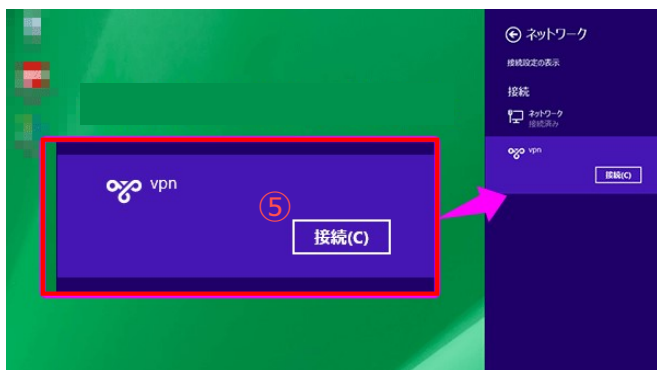 ネットワーク
接続設定の表示
接続
ネットワーク
接続済み
vpn
接続(C)
vpn
⑤
接続(C)